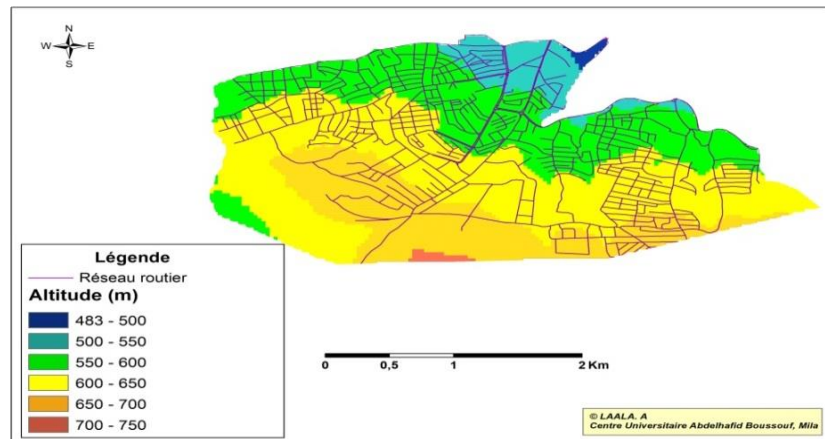 N
W E
S
Légende
Réseau routier
Altitude (m)
483 - 500
500 - 550
550 - 600
600 - 650
650 - 700
700 - 750
0 0,5 1 2 Km
© LAALA. A
Centre Universitaire Abdelhafid Boussouf, Mila